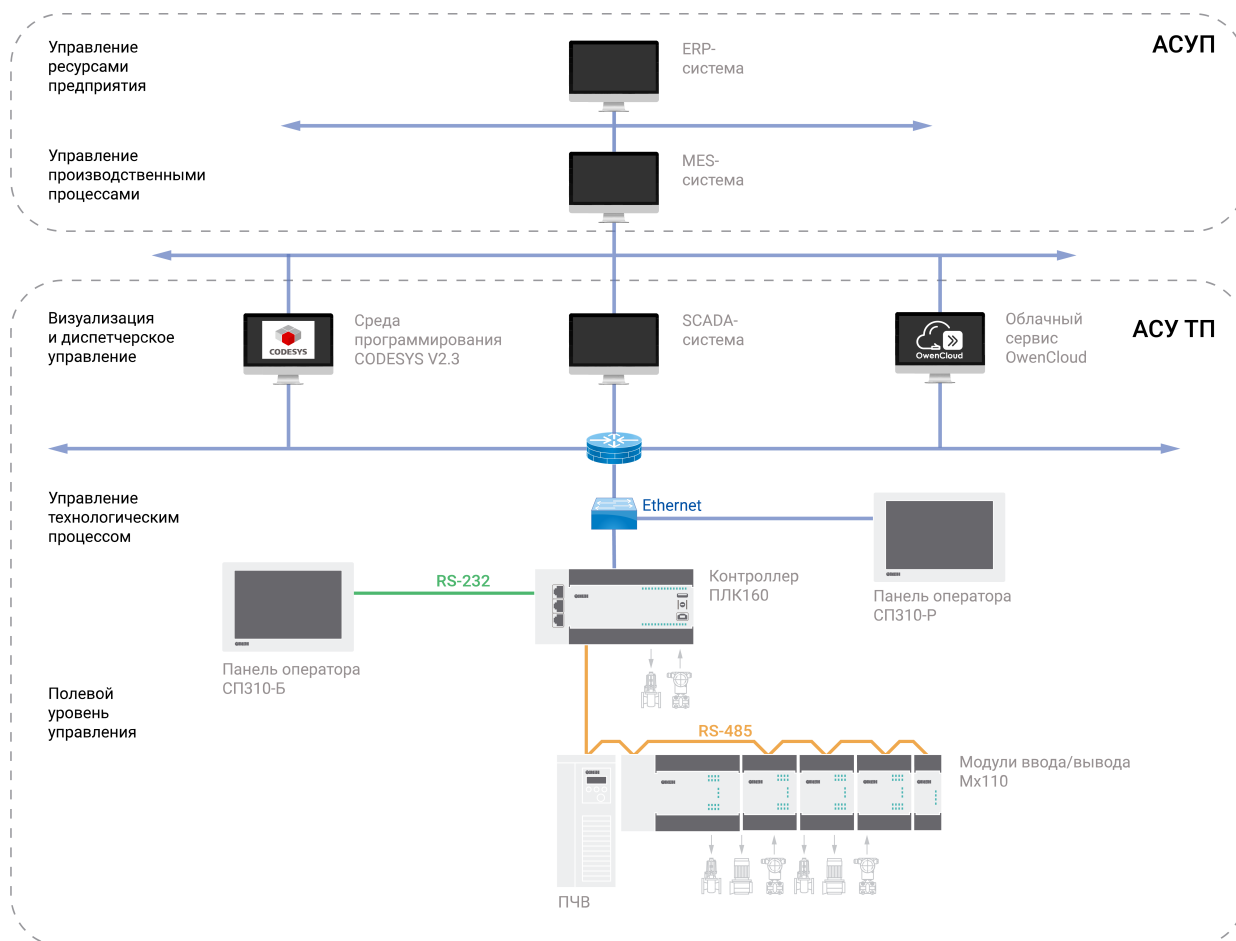 Управление
ресурсами
предприятия
ERP-
система
АСУП
Управление
производственными
процессами
MES-
система
Визуализация
и диспетчерское
управление
CODESYS
Среда
программирования
CODESYS V2.3
SCADA-
система
OwenCloud
Облачный
сервис
OwenCloud
АСУ ТП
Управление
технологическим
процессом
Ethernet
RS-232
Контроллер
ПЛК160
Панель оператора
СП310-Р
Панель оператора
СП310-Б
Полевой
уровень
управления
RS-485
Модули ввода/вывода
Мх110
ПЧВ